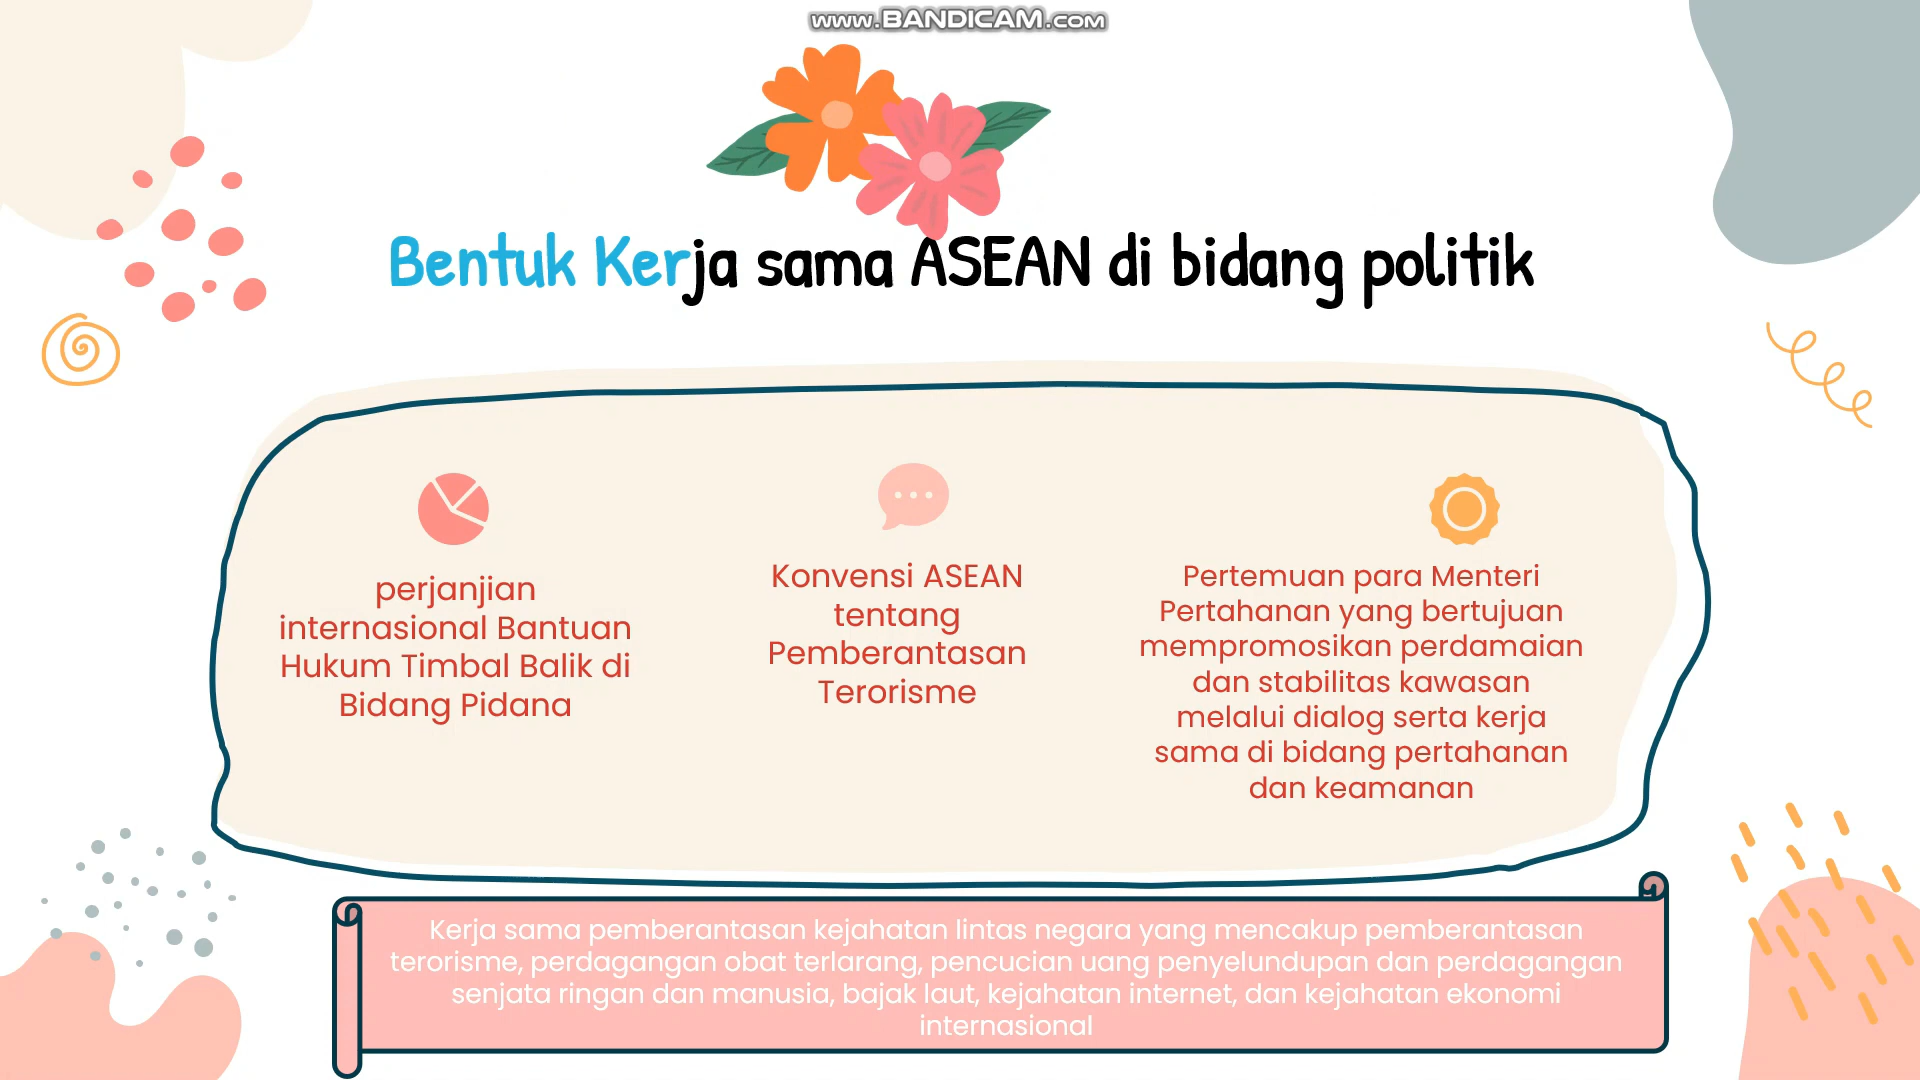 www.BANDICAM.com
Bentuk Kerja sama ASEAN di bidang politik
perjanjian
internasional Bantuan
Hukum Timbal Balik di
Bidang Pidana
Konvensi ASEAN
tentang
Pemberantasan
Terorisme
Pertemuan para Menteri
Pertahanan yang bertujuan
mempromosikan perdamaian
dan stabilitas kawasan
melalui dialog serta kerja
sama di bidang pertahanan
dan keamanan
Kerja sama pemberantasan kejahatan lintas negara yang mencakup pemberantasan
terorisme, perdagangan obat terlarang, pencucian uang penyelundupan dan perdagangan
senjata ringan dan manusia, bajak laut, kejahatan internet, dan kejahatan ekonomi
internasional